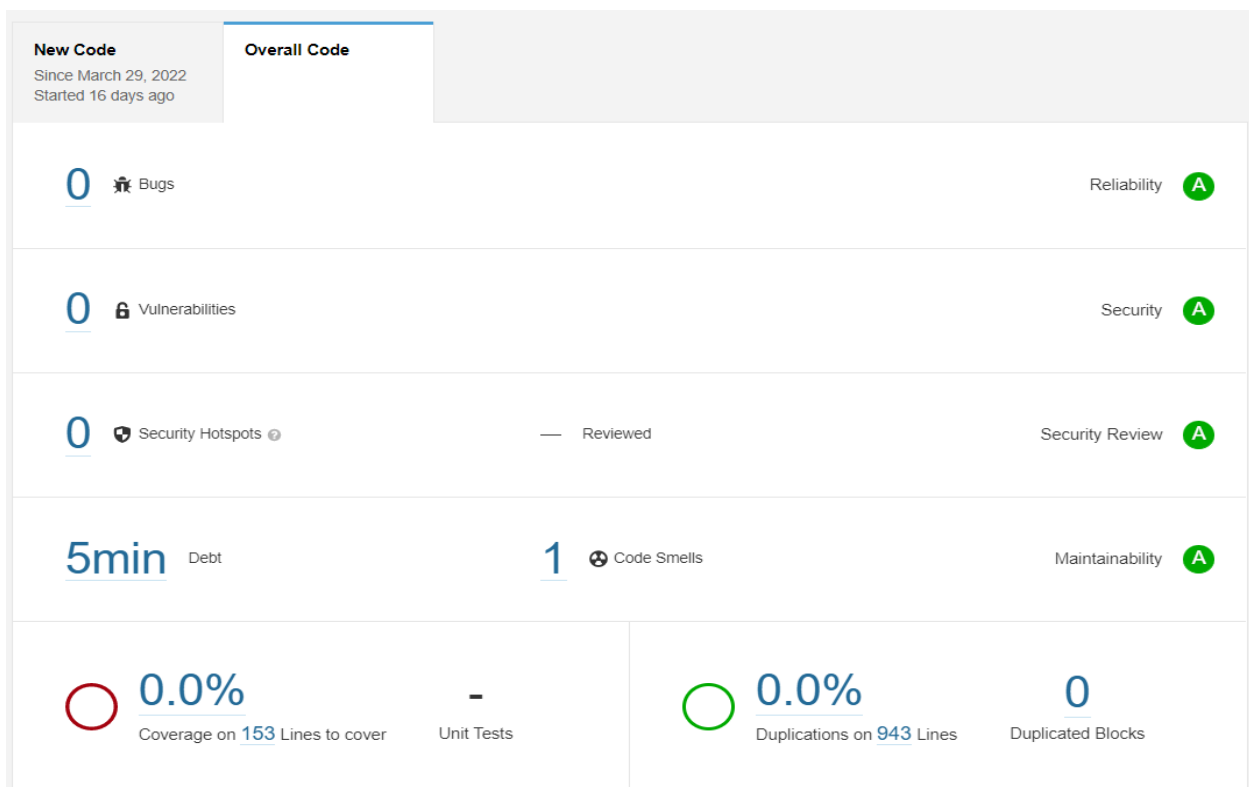 New Code
Since March 29, 2022
Started 16 days ago
Overall Code
0 Bugs Reliability A
0 Vulnerabilities Security A
0 Security Hotspots ? — Reviewed Security Review A
5min Debt 1 Code Smells Maintainability A
0.0%
Coverage on 153 Lines to cover
-
Unit Tests
0.0%
Duplications on 943 Lines
0
Duplicated Blocks